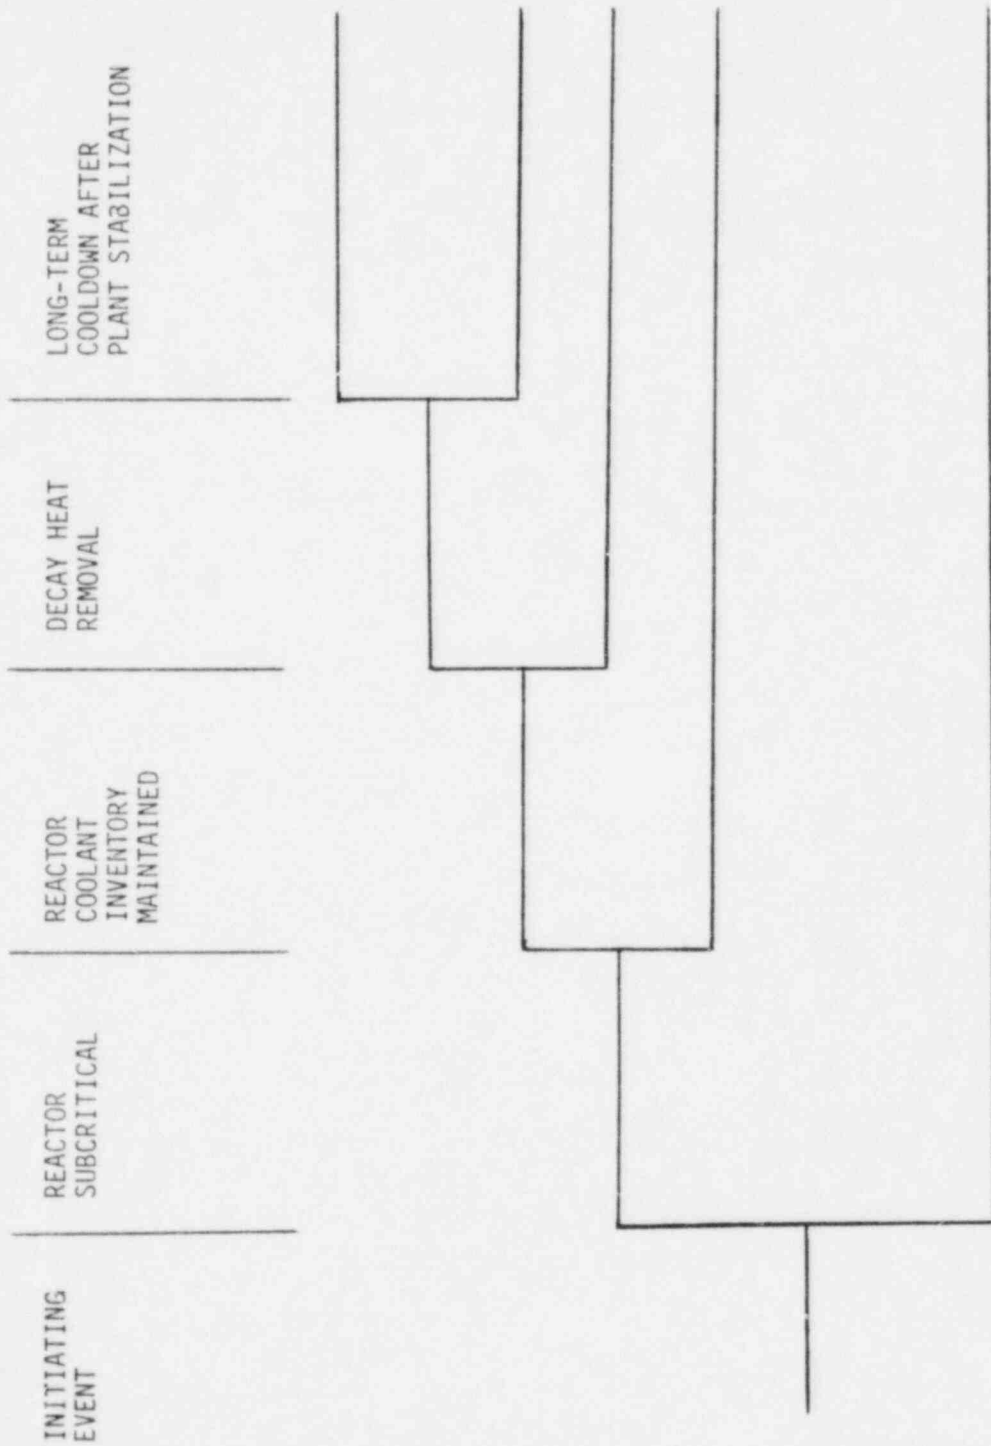 INITIATING
EVENT
REACTOR
SUBCRITICAL
REACTOR
COOLANT
INVENTORY
MAINTAINED
DECAY HEAT
REMOVAL
LONG-TERM
COOLDOWN AFTER
PLANT STABILIZATION